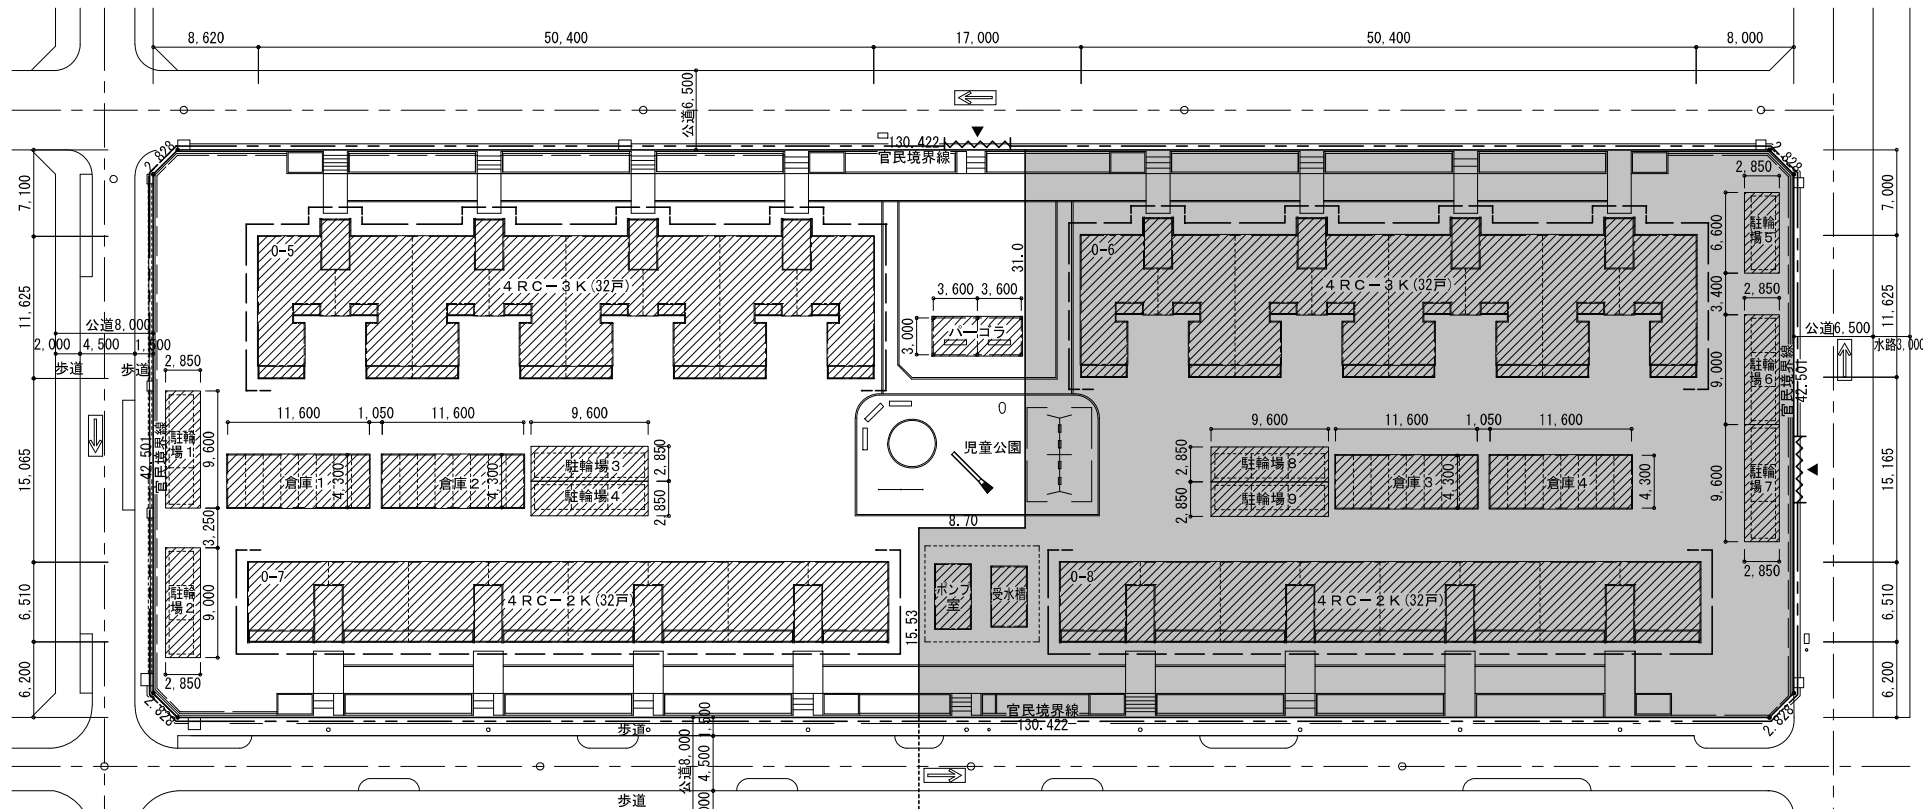 8,620
50,400
17,000
50,400
8,000
公道6,500
130.422
官民境界線
2,828
2,828
2,850
7,100
7,000
O-5
O-6
駐輪
場5
6,600
31.0
4RC-3K(32戸)
4RC-3K(32戸)
3,600
3,600
3,400
2,850
11,625
11,625
パーゴラ
3,000
公道8,000
公道6,500
2,000
4,500
1,500
水路3,000
歩道
歩道
2,850
駐輪
場6
9,000
官民境界線
42.501
11,600
1,050
11,600
9,600
9,600
11,600
1,050
11,600
駐輪
場1
官民境界線
42.501
9,600
倉庫1
4,300
倉庫2
4,300
駐輪場3
駐輪場4
2,850
2,850
児童公園
2,850
2,850
駐輪場8
駐輪場9
倉庫3
4,300
倉庫4
4,300
駐輪
場7
9,600
15,065
15,165
3,250
8.70
2,850
O-7
O-8
駐輪
場2
9,000
4RC-2K(32戸)
ポンプ
室
受水槽
4RC-2K(32戸)
15.53
6,510
6,510
2,850
6,200
6,200
2,828
官民境界線
130.422
2,828
歩道
1,500
公道8,000
4,500
歩道